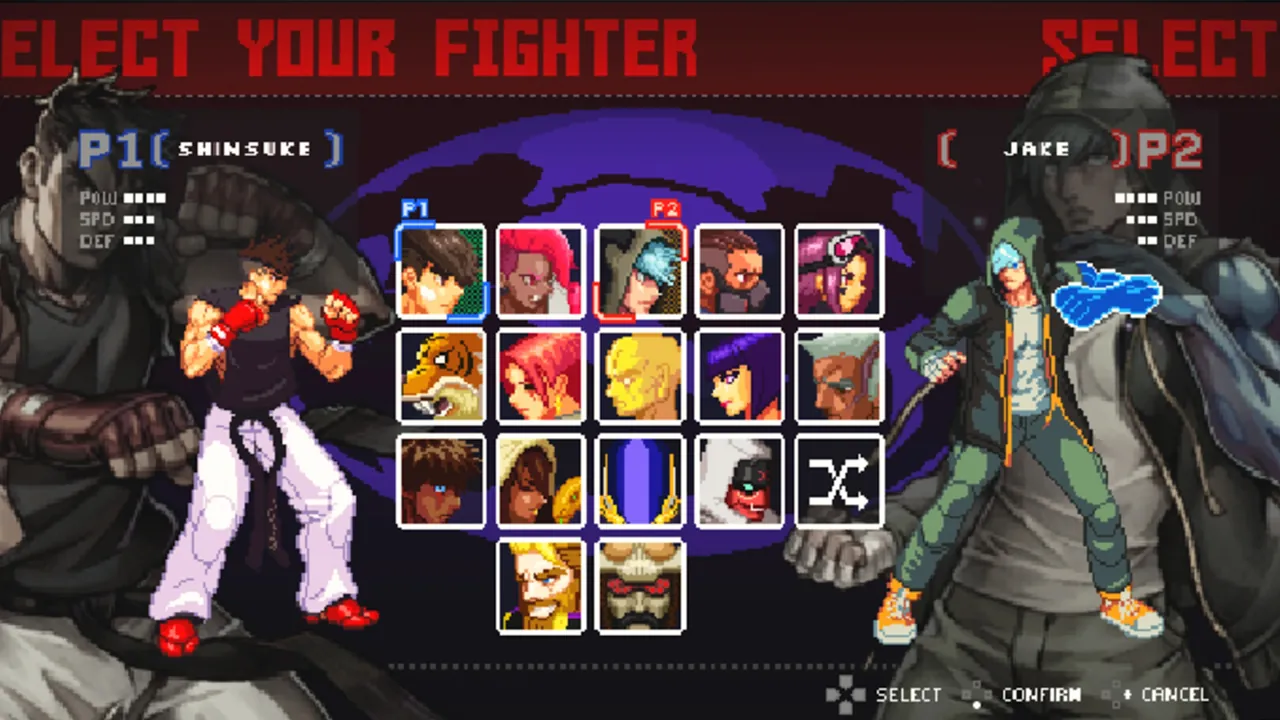 ELECT YOUR FIGHTER SELECT
P1 ( SHINSUKE )
POW
SPD
DEF
( JAKE ) P2
POW
SPD
DEF
P1
P2
SELECT CONFIRM CANCEL